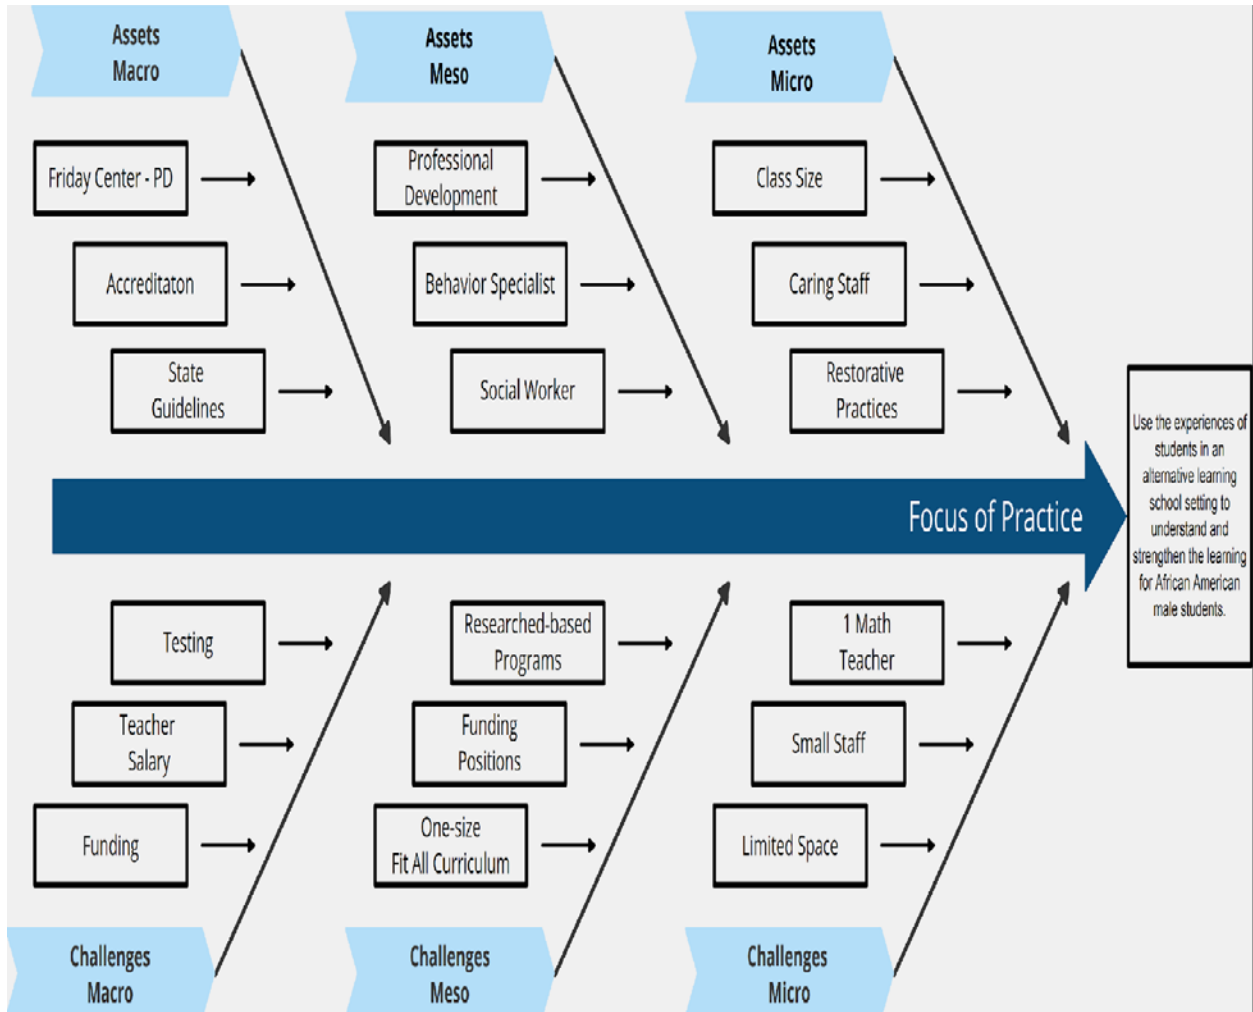 Assets
Macro
Assets
Meso
Assets
Micro
Friday Center - PD
Professional
Development
Class Size
Accreditaton
Behavior Specialist
Caring Staff
State
Guidelines
Social Worker
Restorative
Practices
Focus of Practice
Use the experiences of
students in an
alternative learning
school setting to
understand and
strengthen the learning
for African American
male students.
Testing
Researched-based
Programs
1 Math
Teacher
Teacher
Salary
Funding
Positions
Small Staff
Funding
One-size
Fit All Curriculum
Limited Space
Challenges
Macro
Challenges
Meso
Challenges
Micro